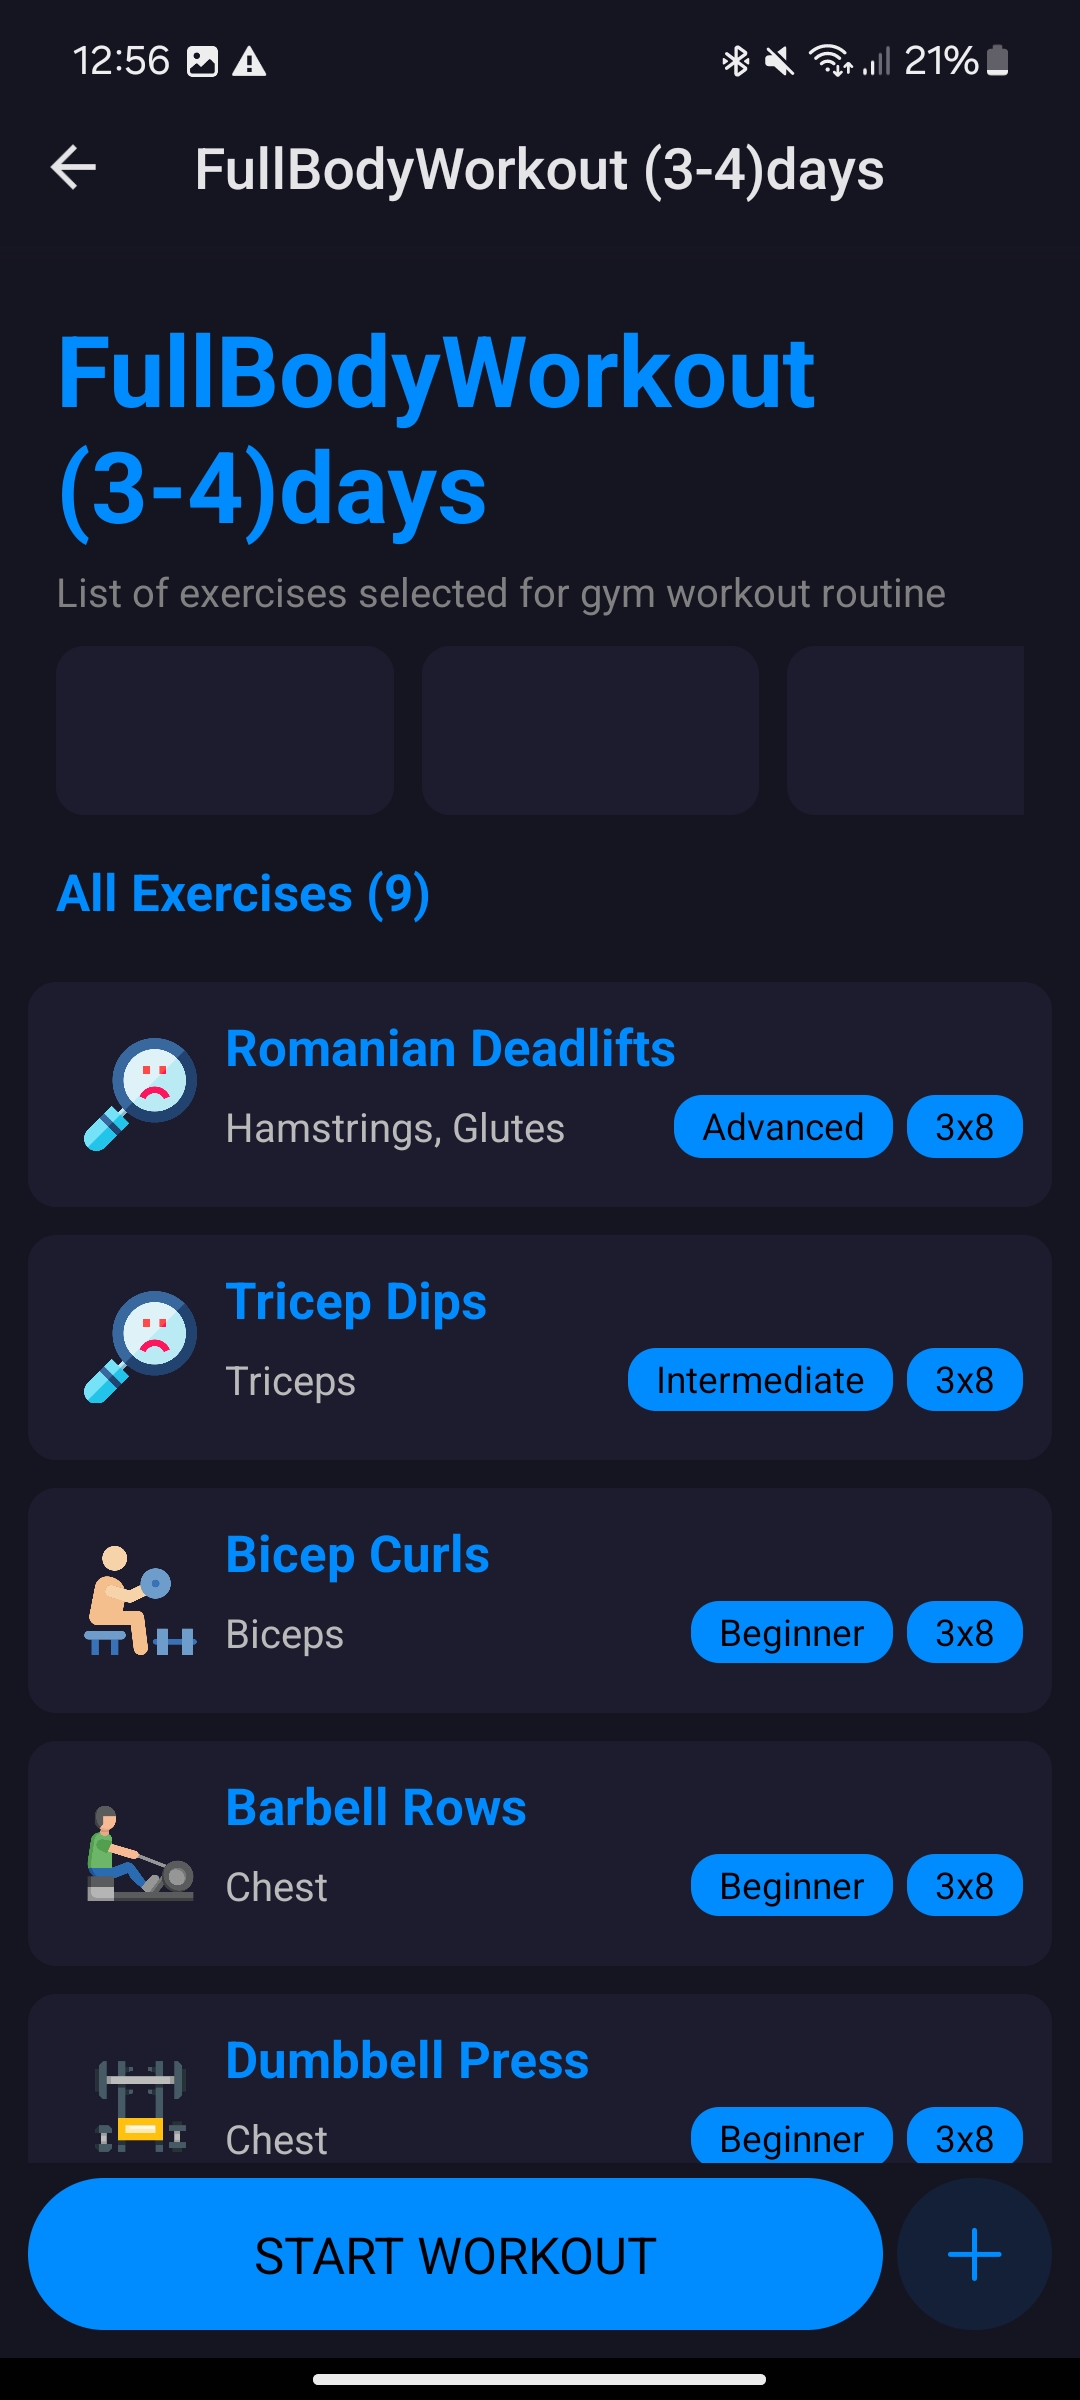 12:56 21%
FullBodyWorkout (3-4)days
FullBodyWorkout
(3-4)days
List of exercises selected for gym workout routine
All Exercises (9)
Romanian Deadlifts
Hamstrings, Glutes Advanced 3x8
Tricep Dips
Triceps Intermediate 3x8
Bicep Curls
Biceps Beginner 3x8
Barbell Rows
Chest Beginner 3x8
Dumbbell Press
Chest Beginner 3x8
START WORKOUT